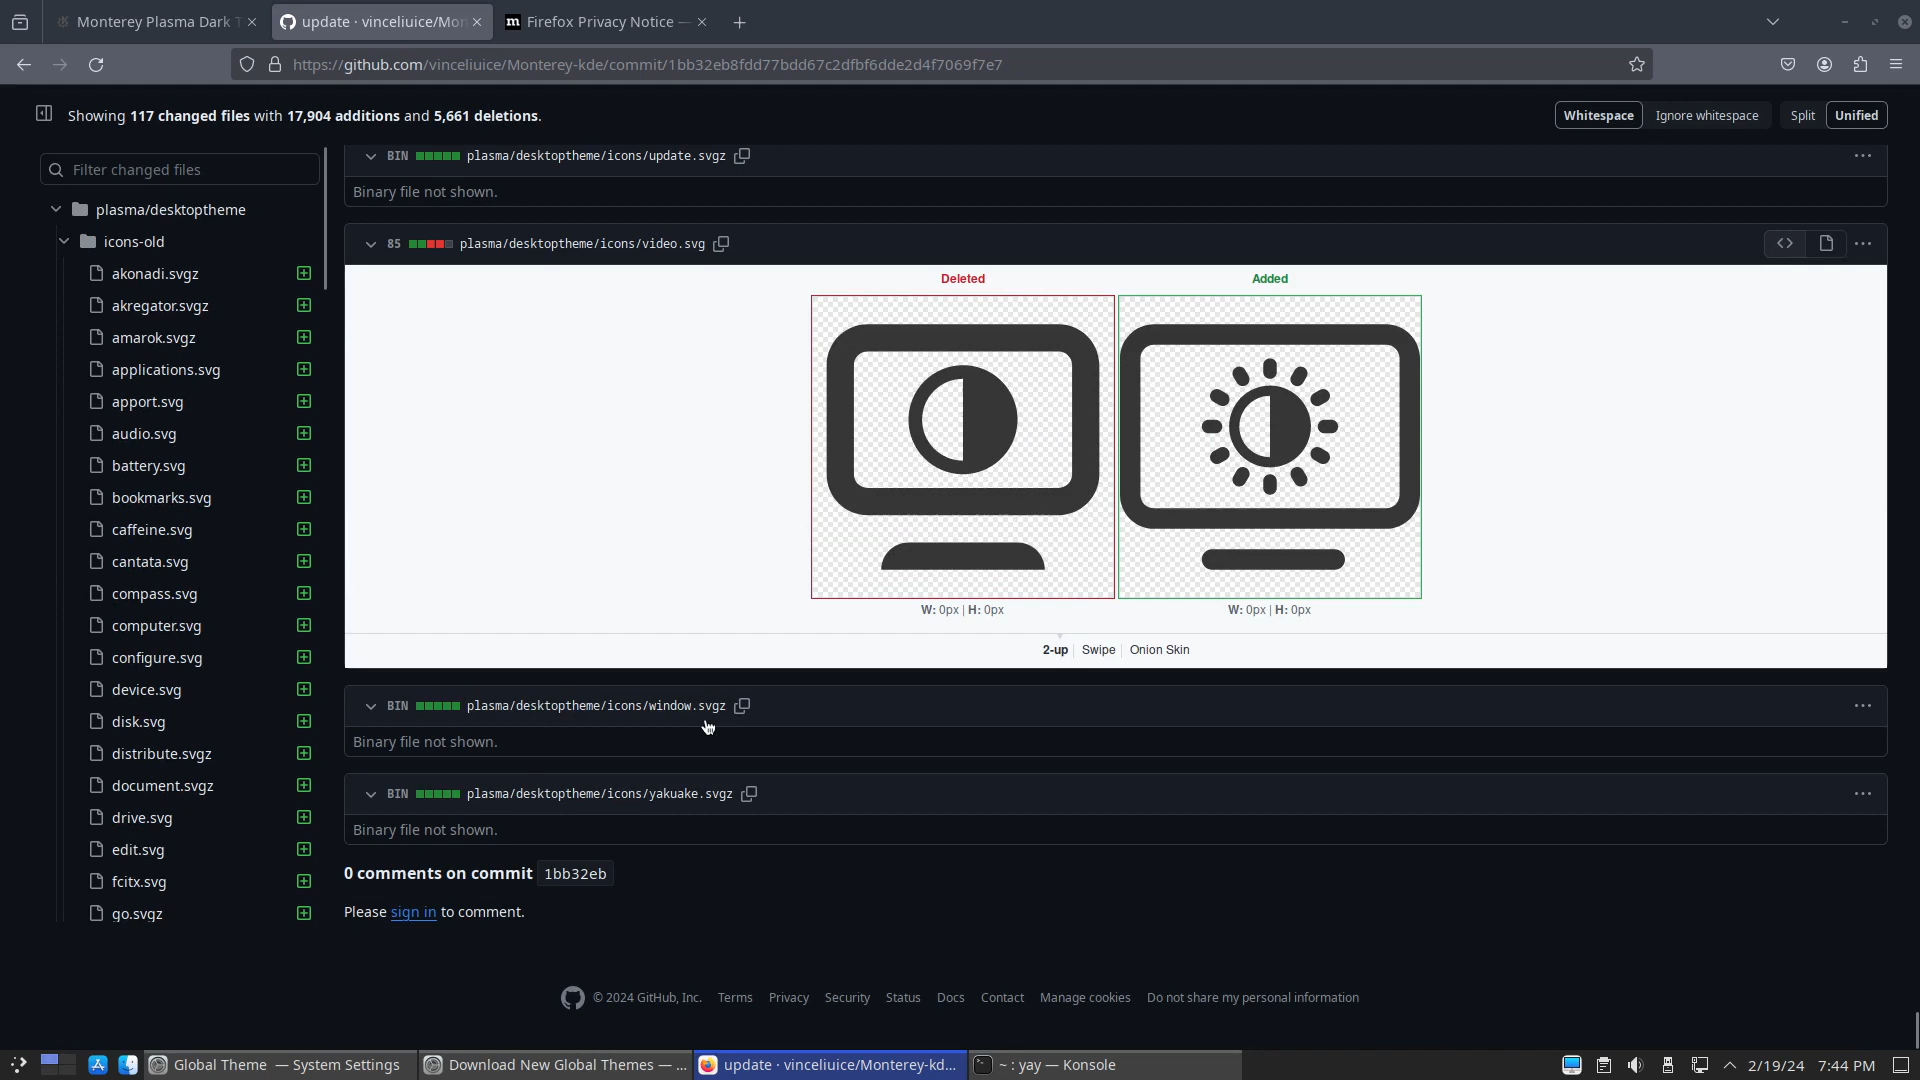 Monterey Plasma Dark T
update · vinceliuice/Mon
Firefox Privacy Notice —
https://github.com/vinceliuice/Monterey-kde/commit/1bb32eb8fdd77bdd67c2dfbf6dde2d4f7069f7e7
Showing 117 changed files with 17,904 additions and 5,661 deletions.
Whitespace Ignore whitespace Split Unified
Filter changed files
plasma/desktoptheme
icons-old
akonadi.svgz
akregator.svgz
amarok.svgz
applications.svg
apport.svg
audio.svg
battery.svg
bookmarks.svg
caffeine.svg
cantata.svg
compass.svg
computer.svg
configure.svg
device.svg
disk.svg
distribute.svgz
document.svgz
drive.svg
edit.svg
fcitx.svg
go.svgz
BIN plasma/desktoptheme/icons/update.svgz
Binary file not shown.
85 plasma/desktoptheme/icons/video.svg
Deleted Added
W: 0px | H: 0px W: 0px | H: 0px
2-up Swipe Onion Skin
BIN plasma/desktoptheme/icons/window.svgz
Binary file not shown.
BIN plasma/desktoptheme/icons/yakuake.svgz
Binary file not shown.
0 comments on commit 1bb32eb
Please sign in to comment.
© 2024 GitHub, Inc. Terms Privacy Security Status Docs Contact Manage cookies Do not share my personal information
Global Theme — System Settings
Download New Global Themes — ...
update · vinceliuice/Monterey-kd...
~ : yay — Konsole
2/19/24 7:44 PM